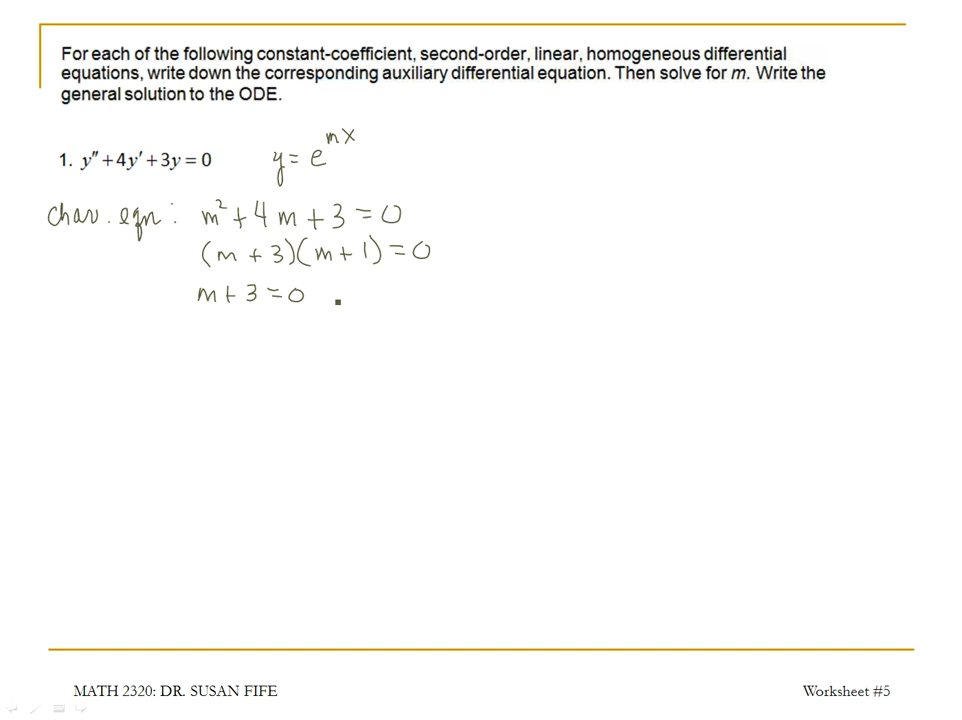 For each of the following constant-coefficient, second-order, linear, homogeneous differential
equations, write down the corresponding auxiliary differential equation. Then solve for m. Write the
general solution to the ODE.
1. y″ + 4y′ + 3y = 0 y = e^{mx}
char. eqn: m² + 4m + 3 = 0
(m + 3)(m + 1) = 0
m + 3 = 0
MATH 2320: DR. SUSAN FIFE Worksheet #5